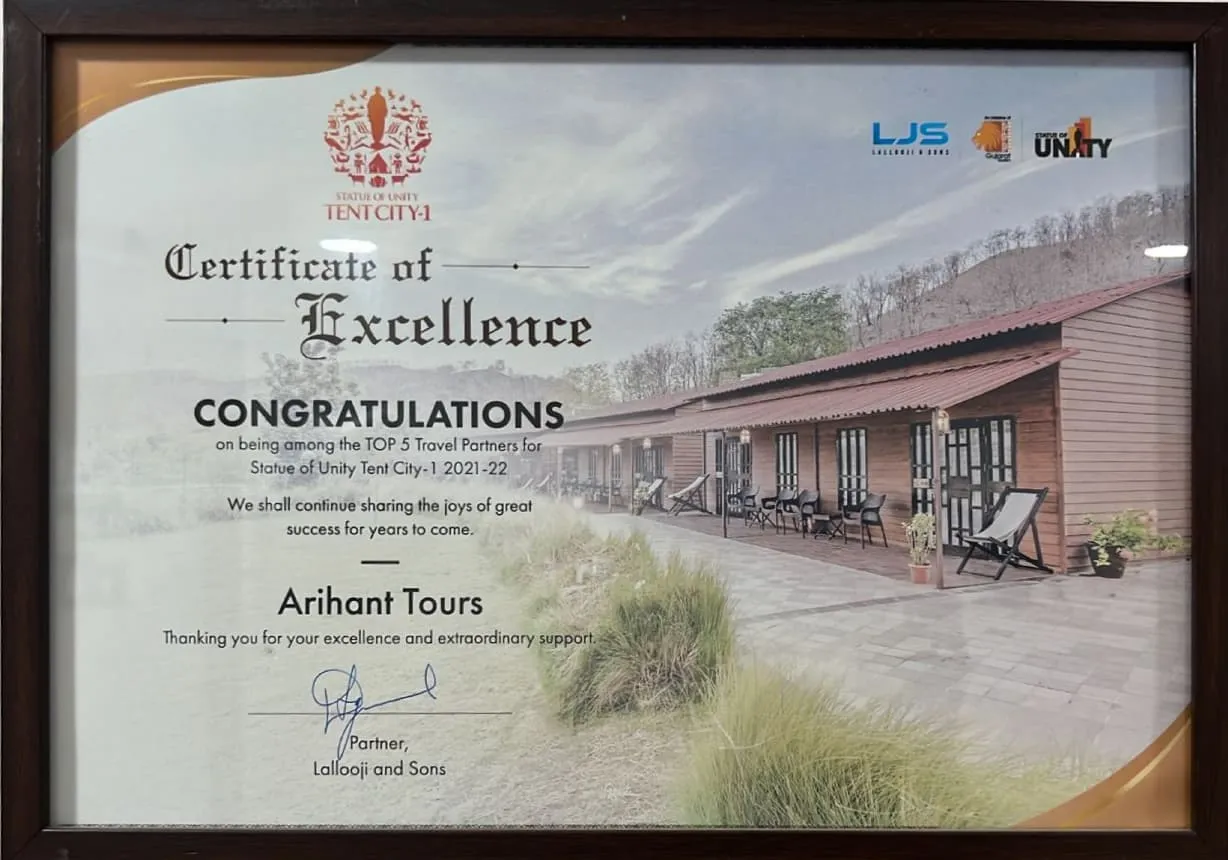 STATUE OF UNITY
TENT CITY-1
LJS
LALLOOJI & SONS
Gujarat
STATUE OF
UNITY
Certificate of
Excellence
CONGRATULATIONS
on being among the TOP 5 Travel Partners for
Statue of Unity Tent City-1 2021-22
We shall continue sharing the joys of great
success for years to come.
Arihant Tours
Thanking you for your excellence and extraordinary support.
Partner,
Lallooji and Sons